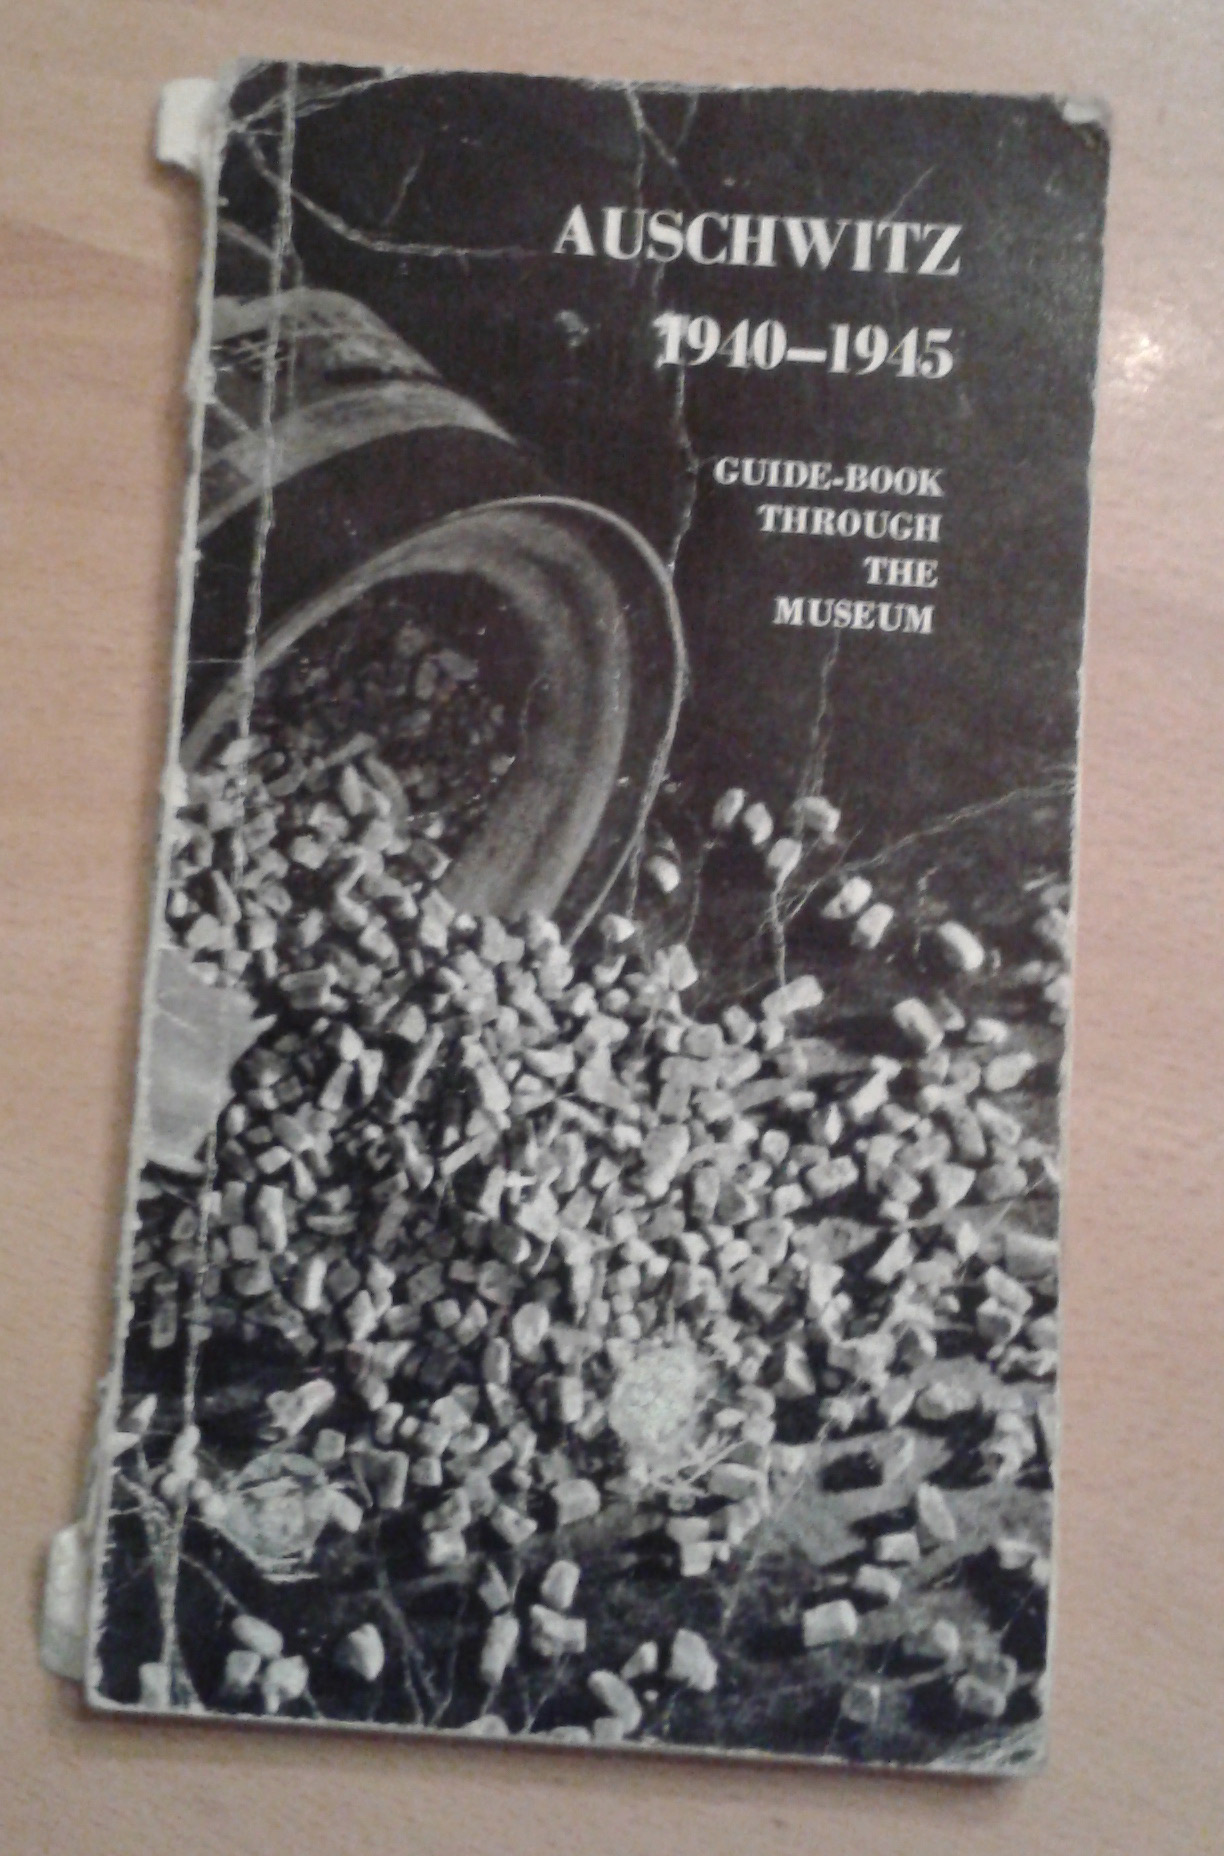 AUSCHWITZ
1940–1945
GUIDE-BOOK
THROUGH
THE
MUSEUM